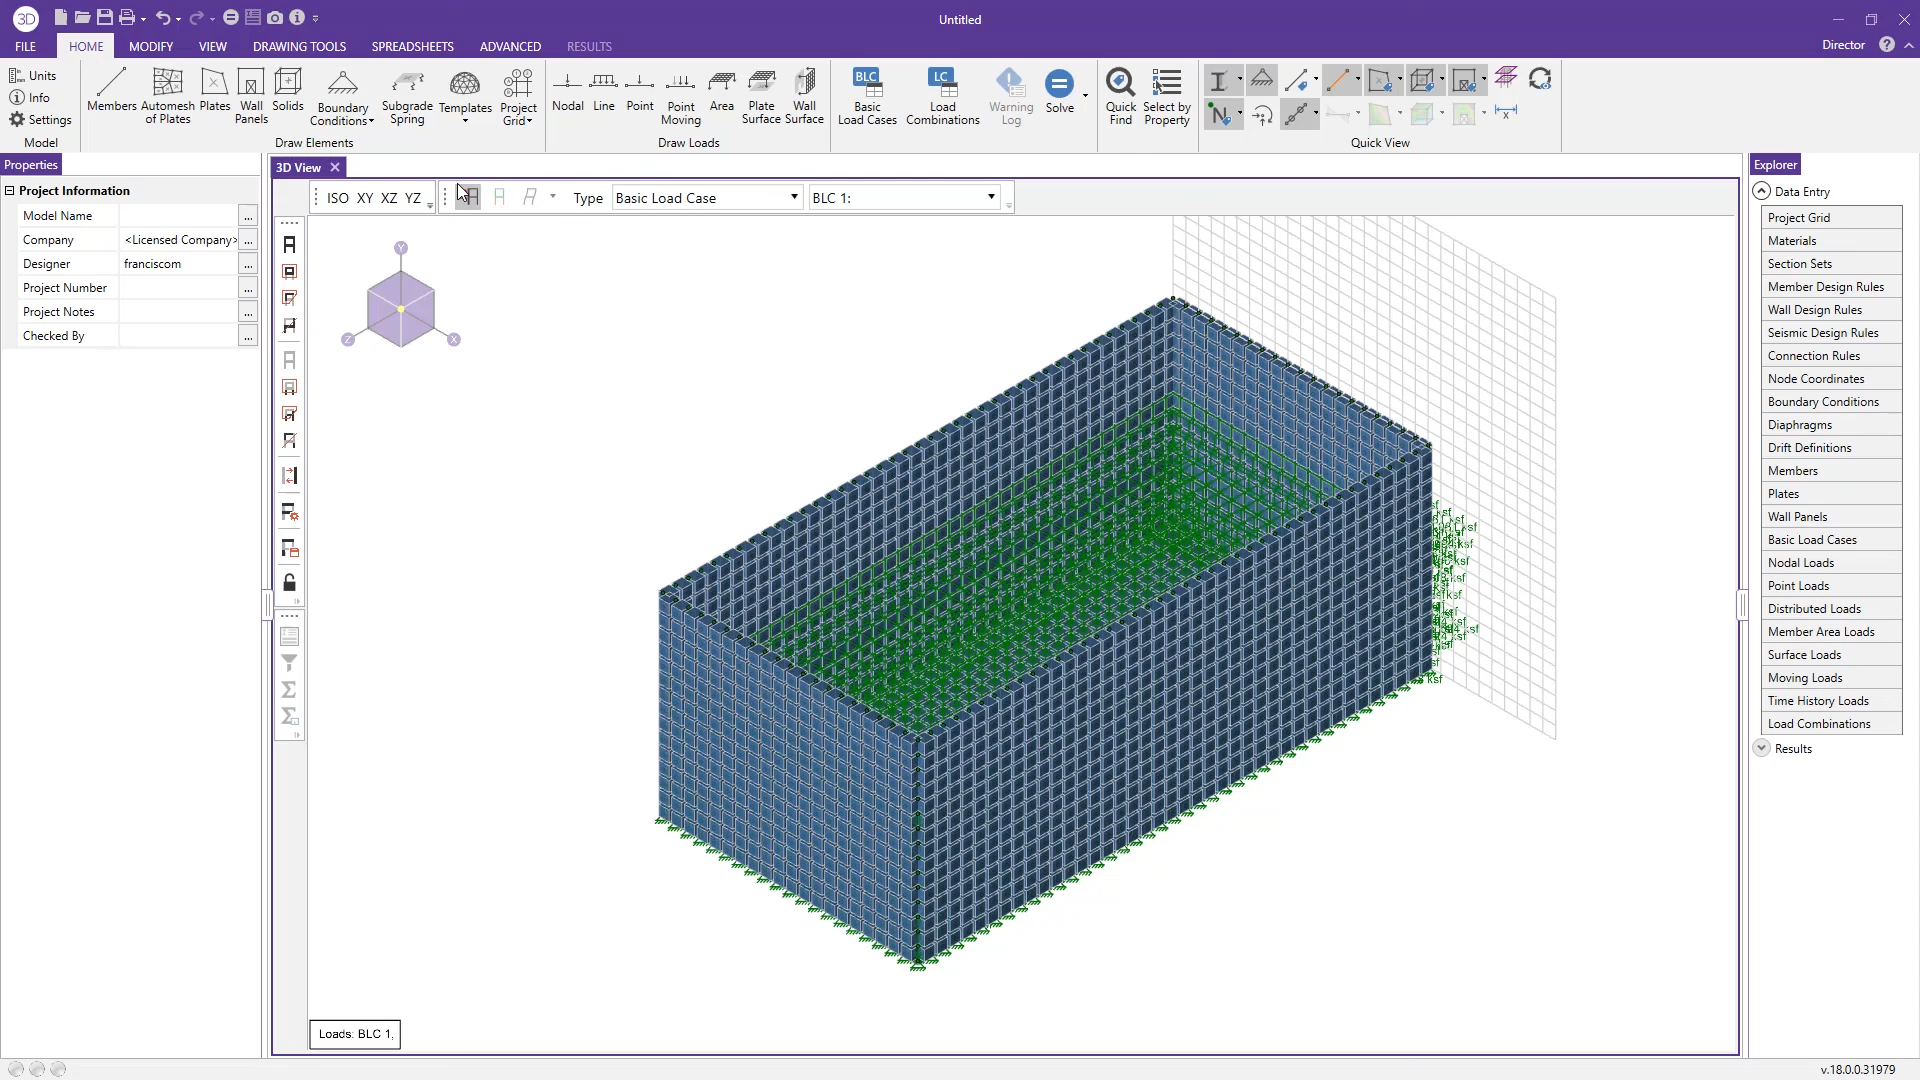 3D
Untitled
FILE HOME MODIFY VIEW DRAWING TOOLS SPREADSHEETS ADVANCED RESULTS
Director
Units
Info
Settings
Model
Members
Automesh
of Plates
Plates
Wall
Panels
Solids
Boundary
Conditions
Subgrade
Spring
Templates
Project
Grid
Draw Elements
Nodal
Line
Point
Point
Moving
Area
Plate
Surface
Wall
Surface
Draw Loads
BLC
Basic
Load Cases
LC
Load
Combinations
Warning
Log
Solve
Quick
Find
Select by
Property
Quick View
Properties
Project Information
Model Name
Company <Licensed Company>
Designer franciscom
Project Number
Project Notes
Checked By
3D View
ISO XY XZ YZ
Type Basic Load Case BLC 1:
Y
Z
X
Loads: BLC 1,
Explorer
Data Entry
Project Grid
Materials
Section Sets
Member Design Rules
Wall Design Rules
Seismic Design Rules
Connection Rules
Node Coordinates
Boundary Conditions
Diaphragms
Drift Definitions
Members
Plates
Wall Panels
Basic Load Cases
Nodal Loads
Point Loads
Distributed Loads
Member Area Loads
Surface Loads
Moving Loads
Time History Loads
Load Combinations
Results
v.18.0.0.31979